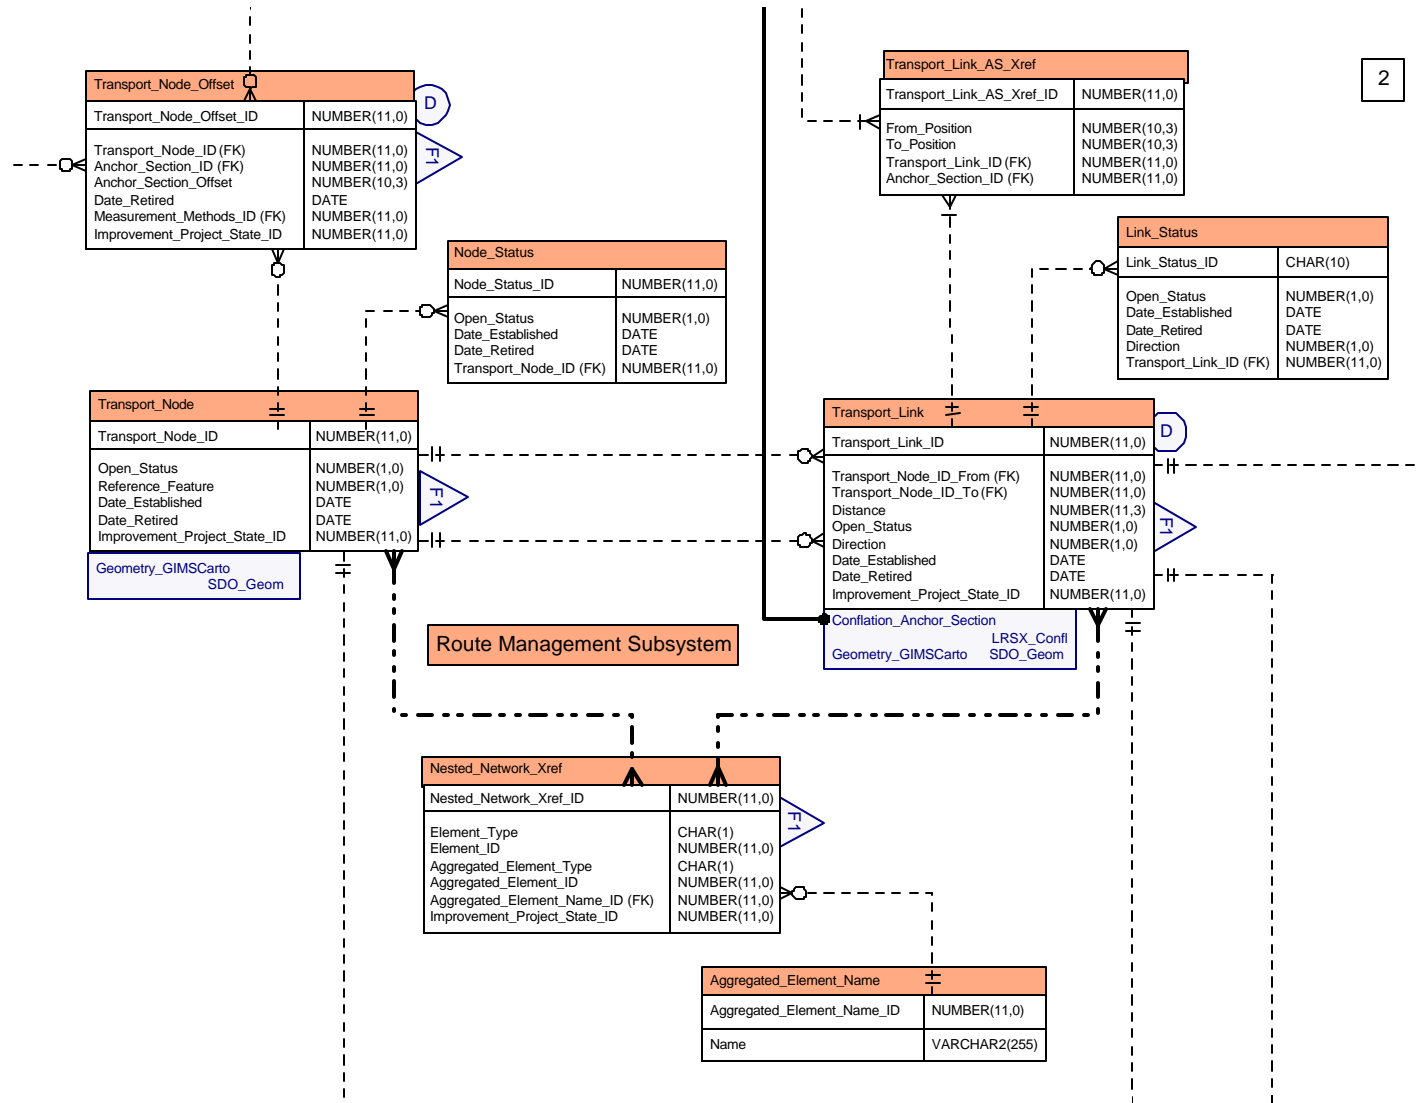 Transport_Node_Offset
D
Transport_Node_Offset_ID NUMBER(11,0)
Transport_Node_ID (FK) NUMBER(11,0)
Anchor_Section_ID (FK) NUMBER(11,0)
Anchor_Section_Offset NUMBER(10,3)
Date_Retired DATE
Measurement_Methods_ID (FK) NUMBER(11,0)
Improvement_Project_State_ID NUMBER(11,0)
F1
Transport_Link_AS_Xref
Transport_Link_AS_Xref_ID NUMBER(11,0)
From_Position NUMBER(10,3)
To_Position NUMBER(10,3)
Transport_Link_ID (FK) NUMBER(11,0)
Anchor_Section_ID (FK) NUMBER(11,0)
2
Node_Status
Node_Status_ID NUMBER(11,0)
Open_Status NUMBER(1,0)
Date_Established DATE
Date_Retired DATE
Transport_Node_ID (FK) NUMBER(11,0)
Link_Status
Link_Status_ID CHAR(10)
Open_Status NUMBER(1,0)
Date_Established DATE
Date_Retired DATE
Direction NUMBER(1,0)
Transport_Link_ID (FK) NUMBER(11,0)
Transport_Node
Transport_Node_ID NUMBER(11,0)
Open_Status NUMBER(1,0)
Reference_Feature NUMBER(1,0)
Date_Established DATE
Date_Retired DATE
Improvement_Project_State_ID NUMBER(11,0)
F1
Geometry_GIMSCarto
SDO_Geom
Transport_Link
D
Transport_Link_ID NUMBER(11,0)
Transport_Node_ID_From (FK) NUMBER(11,0)
Transport_Node_ID_To (FK) NUMBER(11,0)
Distance NUMBER(11,3)
Open_Status NUMBER(1,0)
Direction NUMBER(1,0)
Date_Established DATE
Date_Retired DATE
Improvement_Project_State_ID NUMBER(11,0)
F1
Conflation_Anchor_Section
LRSX_Confl
Geometry_GIMSCarto SDO_Geom
Route Management Subsystem
Nested_Network_Xref
Nested_Network_Xref_ID NUMBER(11,0)
Element_Type CHAR(1)
Element_ID NUMBER(11,0)
Aggregated_Element_Type CHAR(1)
Aggregated_Element_ID NUMBER(11,0)
Aggregated_Element_Name_ID (FK) NUMBER(11,0)
Improvement_Project_State_ID NUMBER(11,0)
F1
Aggregated_Element_Name
Aggregated_Element_Name_ID NUMBER(11,0)
Name VARCHAR2(255)